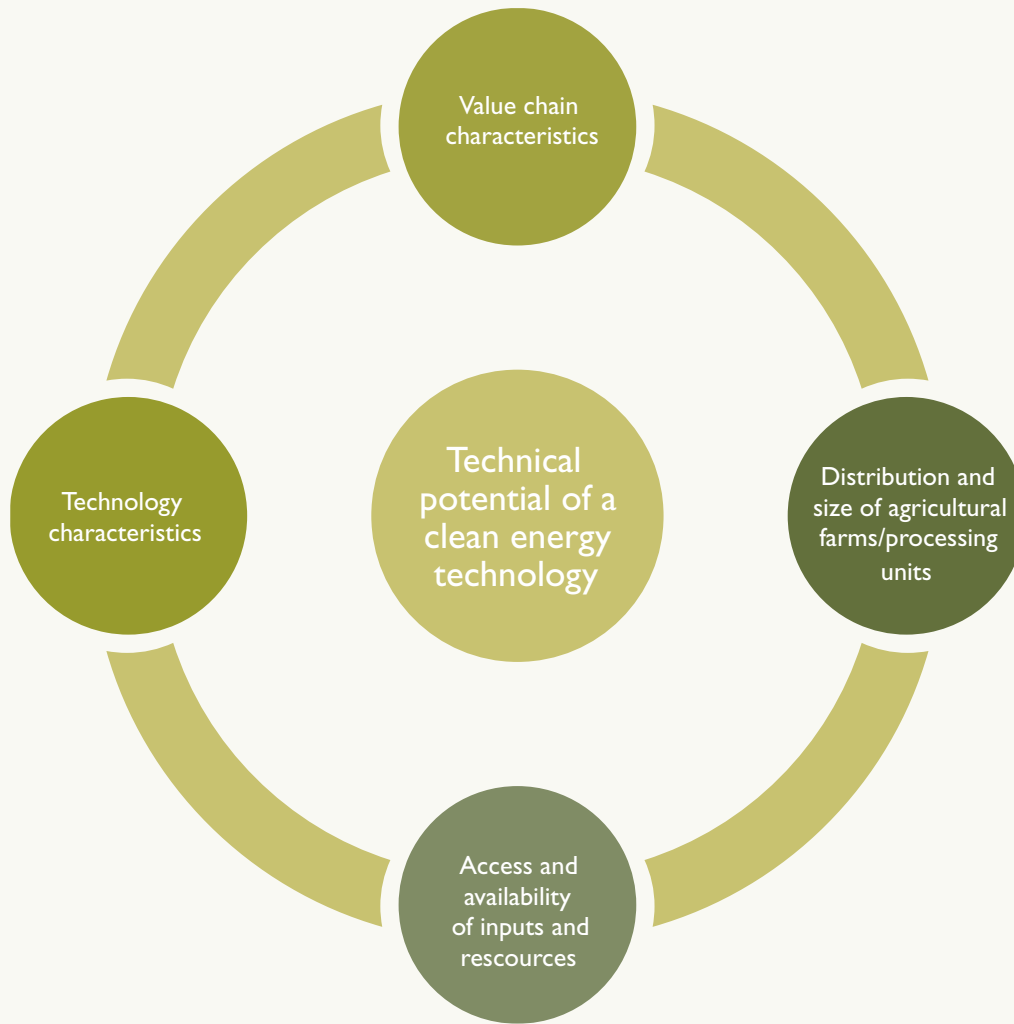 Value chain
characteristics
Technical
potential of a
clean energy
technology
Technology
characteristics
Distribution and
size of agricultural
farms/processing
units
Access and
availability
of inputs and
rescources